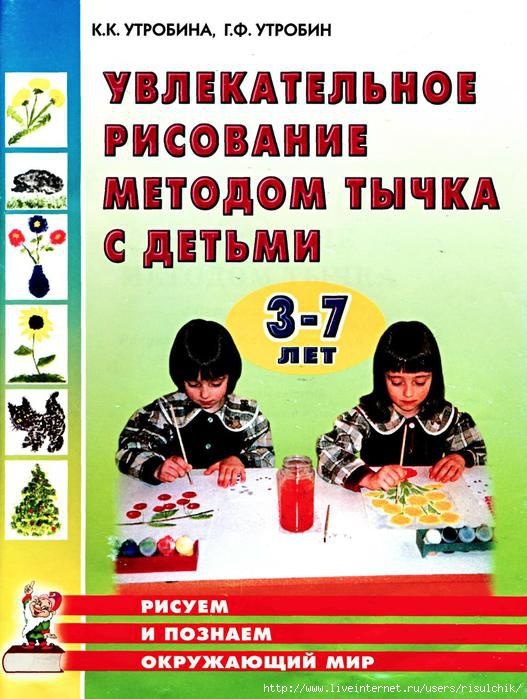 К.К. УТРОБИНА, Г.Ф. УТРОБИН
УВЛЕКАТЕЛЬНОЕ
РИСОВАНИЕ
МЕТОДОМ ТЫЧКА
С ДЕТЬМИ
3-7
ЛЕТ
РИСУЕМ
И ПОЗНАЕМ
ОКРУЖАЮЩИЙ МИР
http://www.liveinternet.ru/users/risulchik/